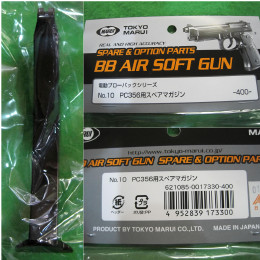 TOKYO
MARUI
REAL AND HIGH ACCURACY
SPARE & OPTION PARTS
BB AIR SOFT GUN
-400-
電動ブローバックシリーズ
No.10 PC356用スペアマガジン
TOKYO
MARUI
http://www.tokyo-marui.co.jp/
BB AIR SOFT GUN SPARE & OPTION PARTS
No.10 PC356用スペアマガジン
621085-0017330-400
4 952839 173300
PRODUCT BY TOKYO MARUI CO., LTD. MADE IN JAPAN